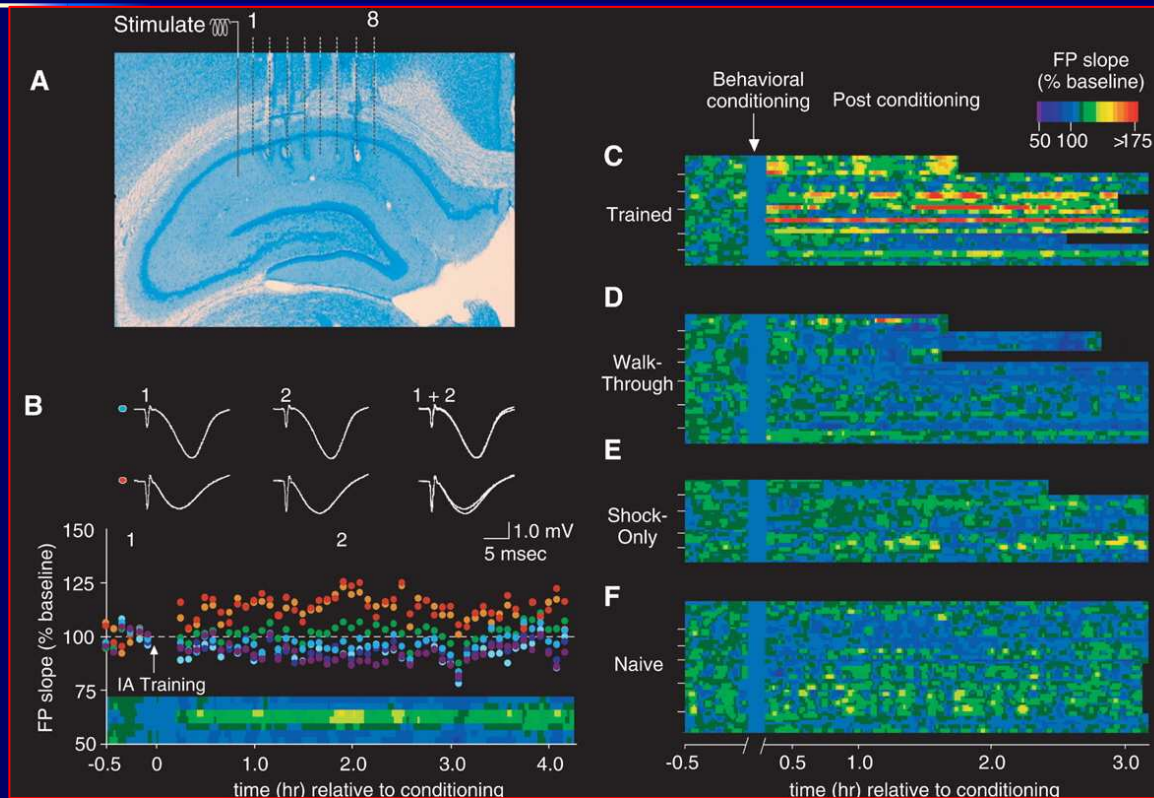 Stimulate 1 8
A
B
1 2 1 + 2
1.0 mV
5 msec
150
125
100
75
50
FP slope (% baseline)
1 2
IA Training
-0.5 0 1.0 2.0 3.0 4.0
time (hr) relative to conditioning
Behavioral
conditioning
Post conditioning
FP slope
(% baseline)
50 100 >175
C
Trained
D
Walk-
Through
E
Shock-
Only
F
Naive
-0.5 0.5 1.0 2.0 3.0
time (hr) relative to conditioning